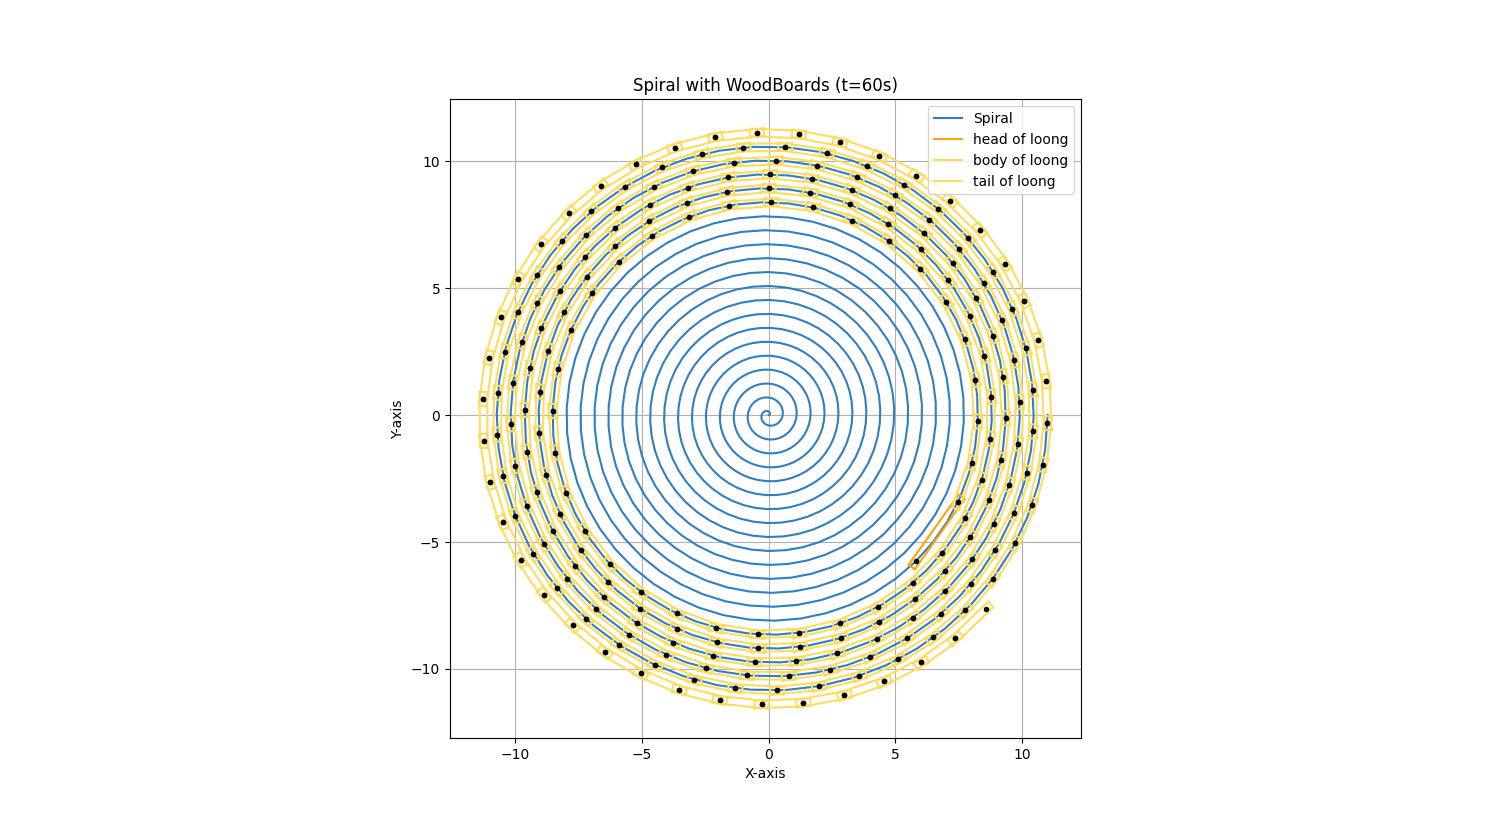 Spiral with WoodBoards (t=60s)
Spiral
head of loong
body of loong
tail of loong
10
5
0
−5
−10
Y-axis
−10
−5
0
5
10
X-axis